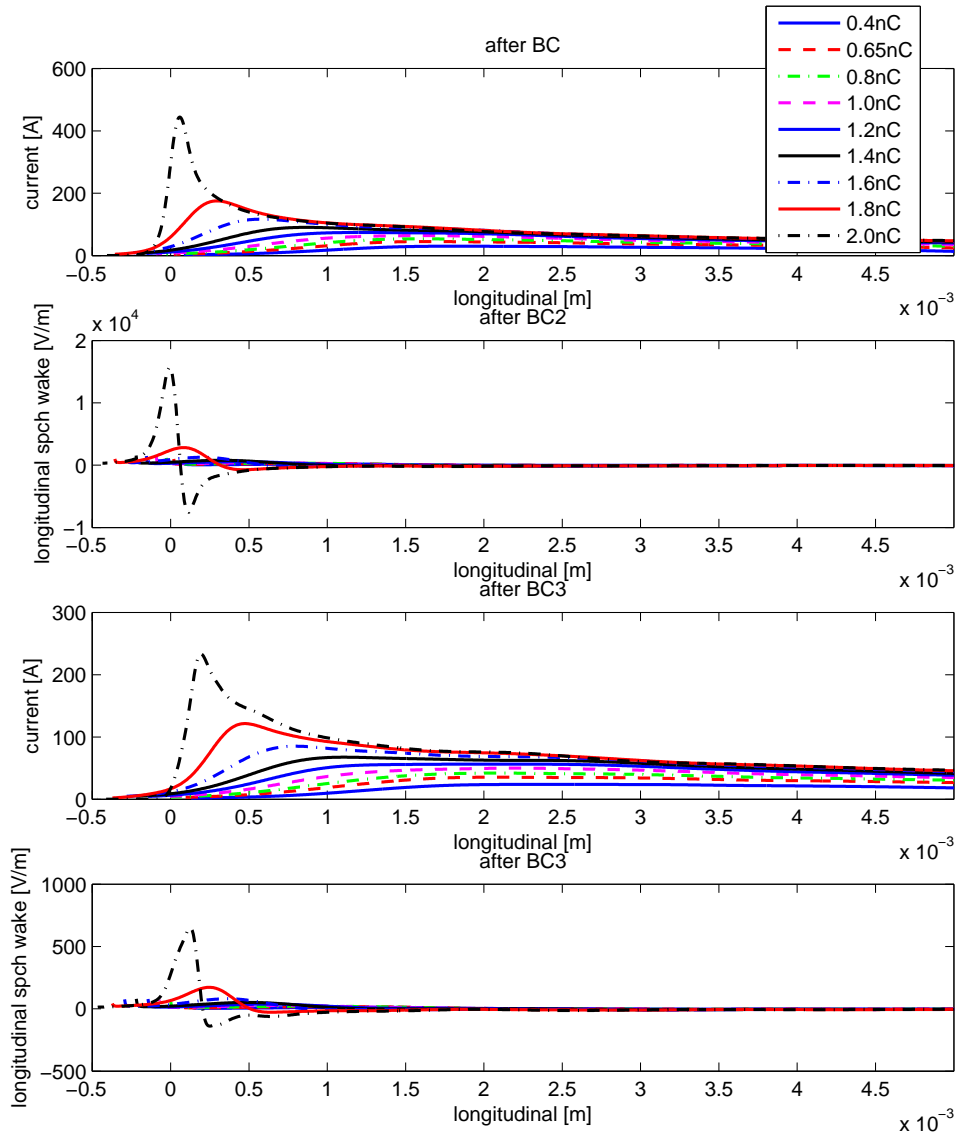 after BC
0.4nC
0.65nC
0.8nC
1.0nC
1.2nC
1.4nC
1.6nC
1.8nC
2.0nC
current [A]
600
400
200
0
−0.5 0 0.5 1 1.5 2 2.5 3 3.5 4 4.5
x 10−3
longitudinal [m]
after BC2
x 104
longitudinal spch wake [V/m]
2
1
0
−1
−0.5 0 0.5 1 1.5 2 2.5 3 3.5 4 4.5
x 10−3
longitudinal [m]
after BC3
current [A]
300
200
100
0
−0.5 0 0.5 1 1.5 2 2.5 3 3.5 4 4.5
x 10−3
longitudinal [m]
after BC3
longitudinal spch wake [V/m]
1000
500
0
−500
−0.5 0 0.5 1 1.5 2 2.5 3 3.5 4 4.5
longitudinal [m]
x 10−3